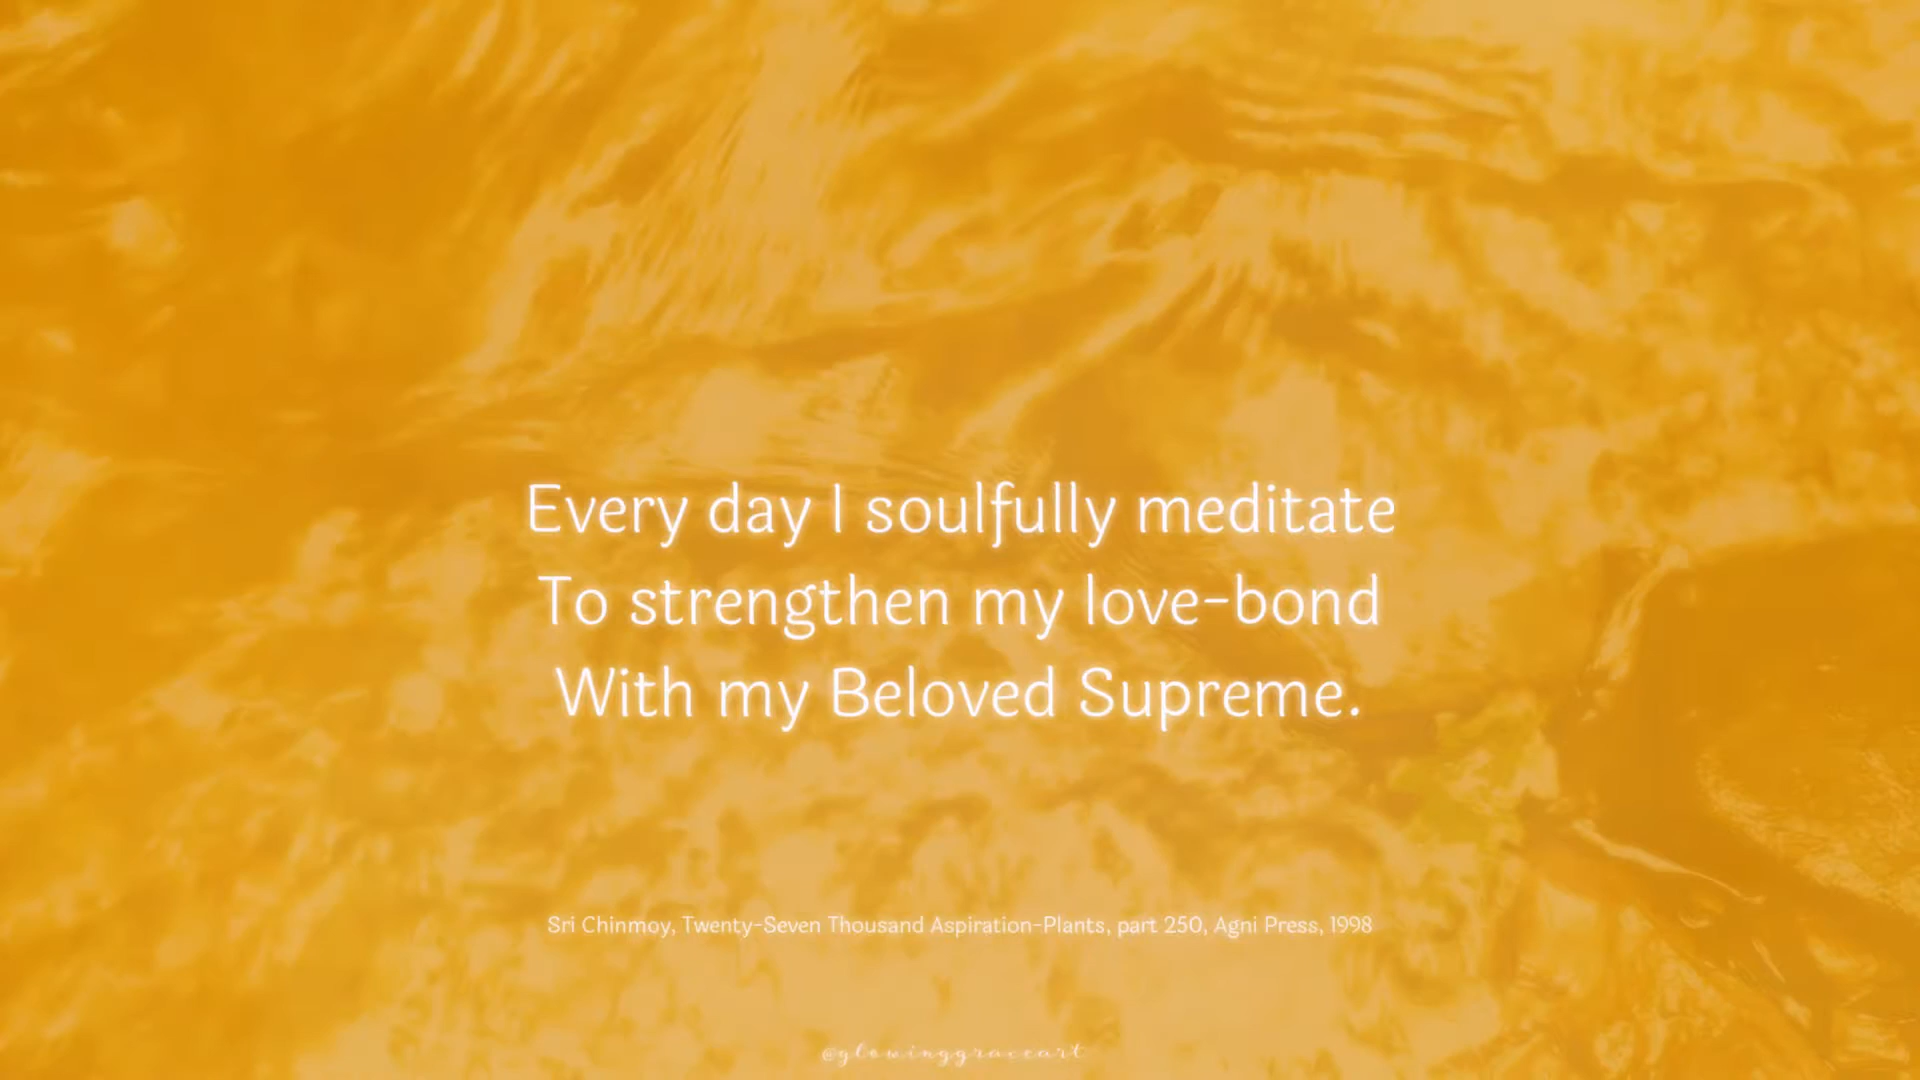 Every day I soulfully meditate
To strengthen my love-bond
With my Beloved Supreme.
Sri Chinmoy, Twenty-Seven Thousand Aspiration-Plants, part 250, Agni Press, 1998
@glowinggraceart